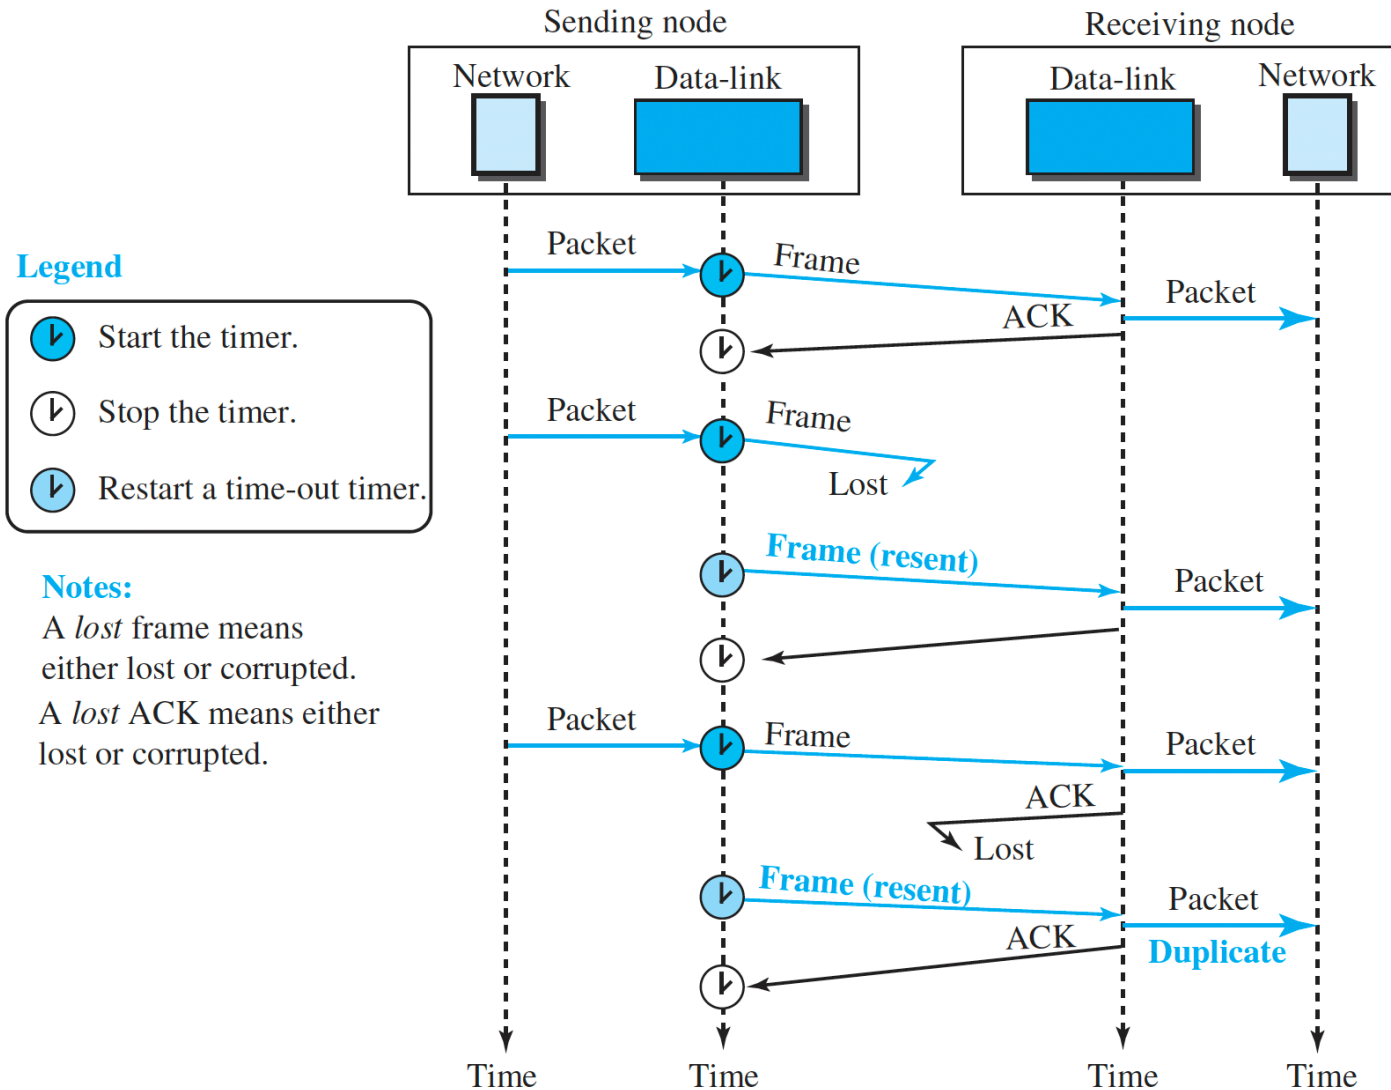 Sending node
Receiving node
Network
Data-link
Data-link
Network
Legend
Start the timer.
Stop the timer.
Restart a time-out timer.
Notes:
A lost frame means
either lost or corrupted.
A lost ACK means either
lost or corrupted.
Packet
Frame
Packet
ACK
Packet
Frame
Lost
Frame (resent)
Packet
Packet
Frame
Packet
ACK
Lost
Frame (resent)
Packet
ACK
Duplicate
Time
Time
Time
Time